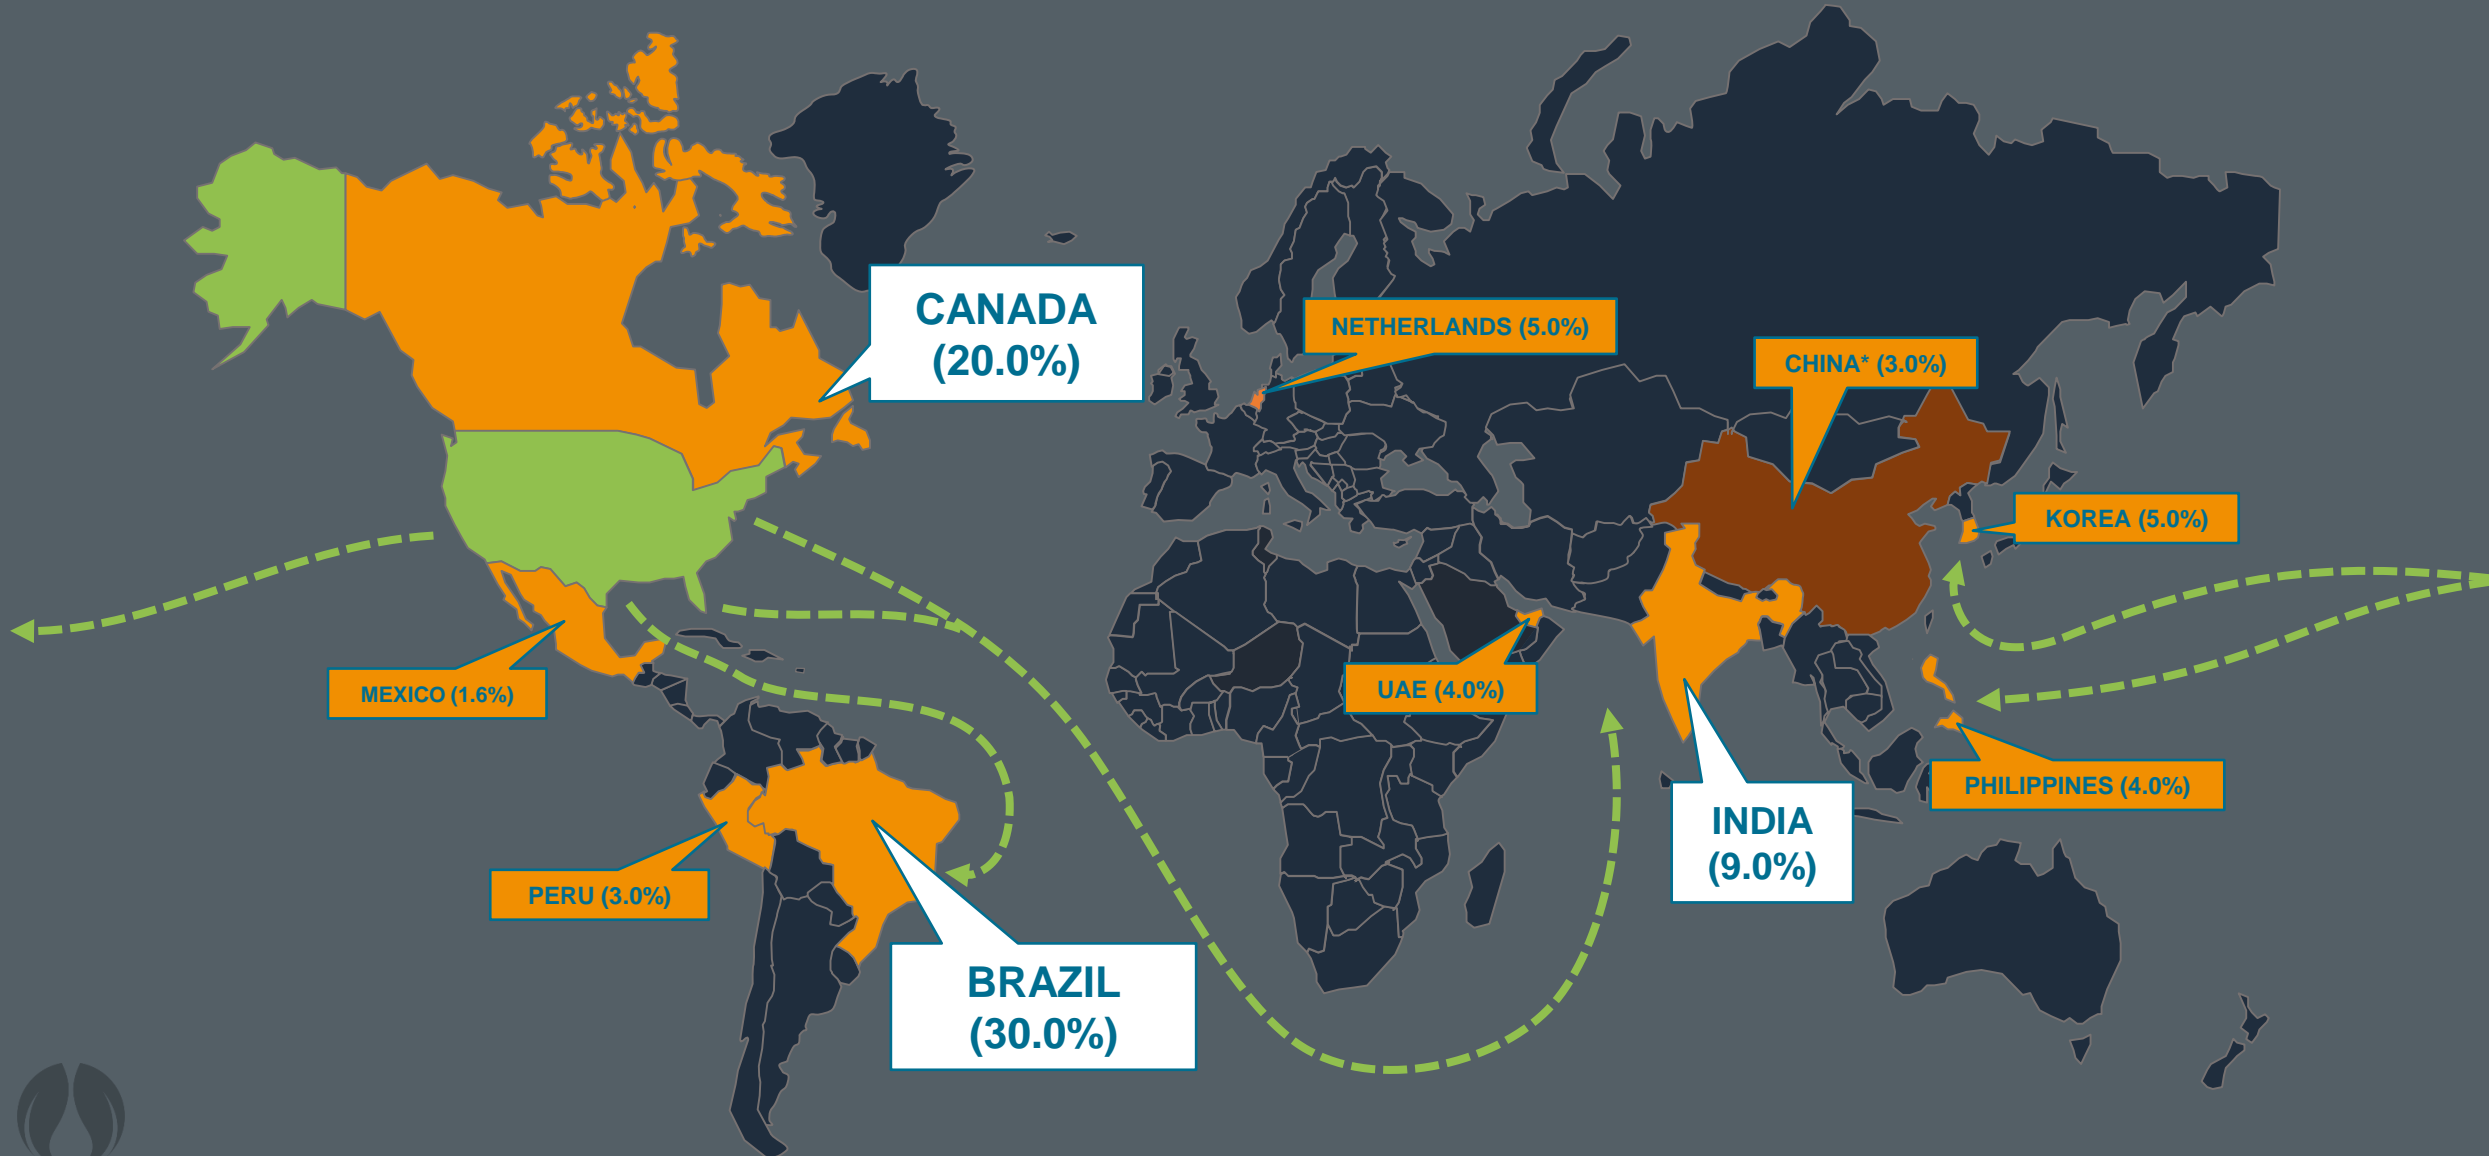 CANADA
(20.0%)
NETHERLANDS (5.0%)
CHINA* (3.0%)
KOREA (5.0%)
MEXICO (1.6%)
UAE (4.0%)
PHILIPPINES (4.0%)
INDIA
(9.0%)
PERU (3.0%)
BRAZIL
(30.0%)